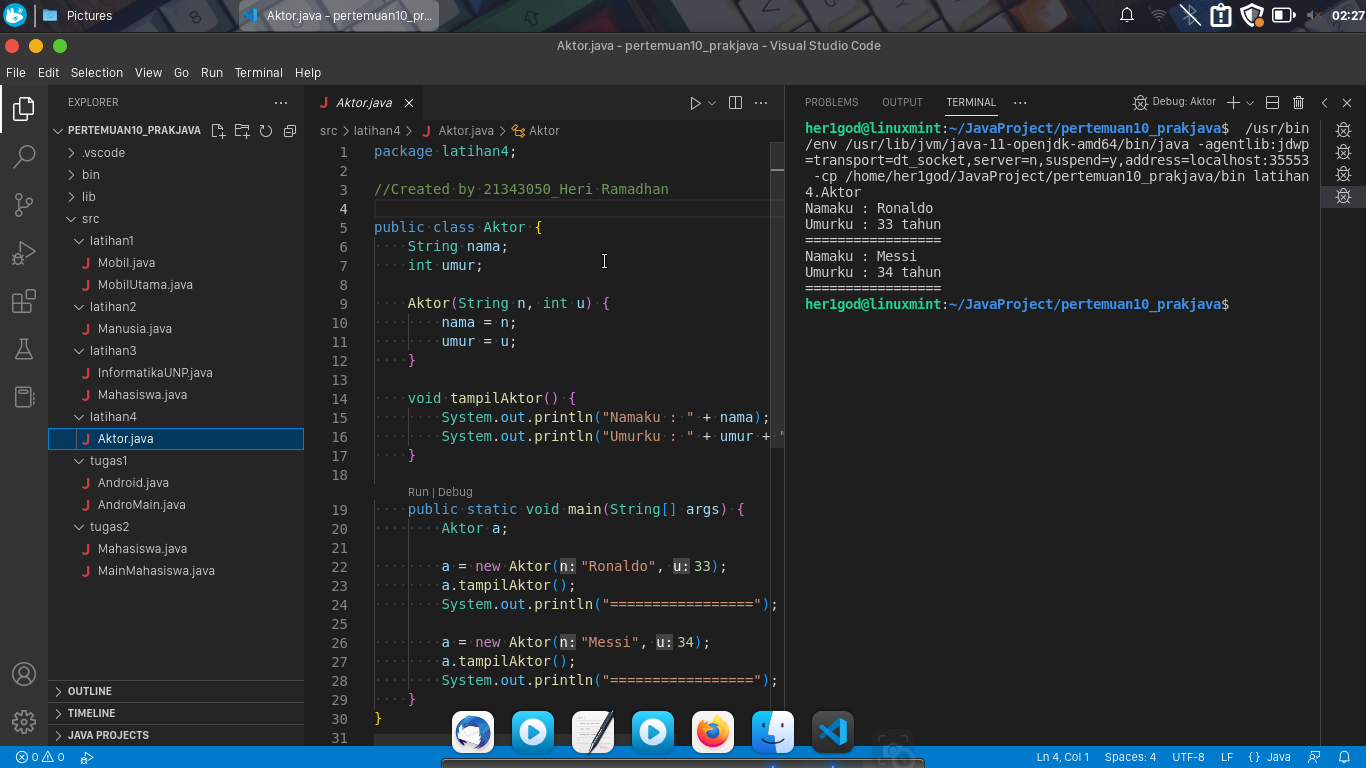 Pictures
Aktor.java - pertemuan10_pr...
02:27
Aktor.java - pertemuan10_prakjava - Visual Studio Code
File Edit Selection View Go Run Terminal Help
EXPLORER
PERTEMUAN10_PRAKJAVA
.vscode
bin
lib
src
latihan1
Mobil.java
MobilUtama.java
latihan2
Manusia.java
latihan3
InformatikaUNP.java
Mahasiswa.java
latihan4
Aktor.java
tugas1
Android.java
AndroMain.java
tugas2
Mahasiswa.java
MainMahasiswa.java
OUTLINE
TIMELINE
JAVA PROJECTS
Aktor.java
src > latihan4 > Aktor.java > Aktor
1 package latihan4;
2
3 //Created by 21343050_Heri Ramadhan
4
5 public class Aktor {
6 String nama;
7 int umur;
8
9 Aktor(String n, int u) {
10 nama = n;
11 umur = u;
12 }
13
14 void tampilAktor() {
15 System.out.println("Namaku : " + nama);
16 System.out.println("Umurku : " + umur + "
17 }
18
Run | Debug
19 public static void main(String[] args) {
20 Aktor a;
21
22 a = new Aktor(n: "Ronaldo", u: 33);
23 a.tampilAktor();
24 System.out.println("=================");
25
26 a = new Aktor(n: "Messi", u: 34);
27 a.tampilAktor();
28 System.out.println("=================");
29 }
30 }
31
PROBLEMS OUTPUT TERMINAL ··· Debug: Aktor
her1god@linuxmint:~/JavaProject/pertemuan10_prakjava$ /usr/bin
/env /usr/lib/jvm/java-11-openjdk-amd64/bin/java -agentlib:jdwp
=transport=dt_socket,server=n,suspend=y,address=localhost:35553
-cp /home/her1god/JavaProject/pertemuan10_prakjava/bin latihan
4.Aktor
Namaku : Ronaldo
Umurku : 33 tahun
=================
Namaku : Messi
Umurku : 34 tahun
=================
her1god@linuxmint:~/JavaProject/pertemuan10_prakjava$
0 0
Ln 4, Col 1 Spaces: 4 UTF-8 LF { } Java